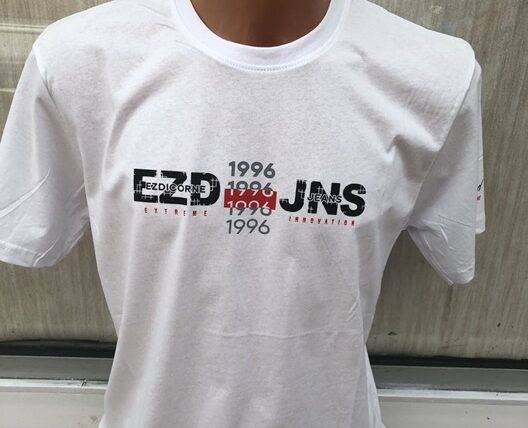 1996
EZD 1996 JNS
EZDICORNE JEANS
1996
EXTREME INNOVATION
1996